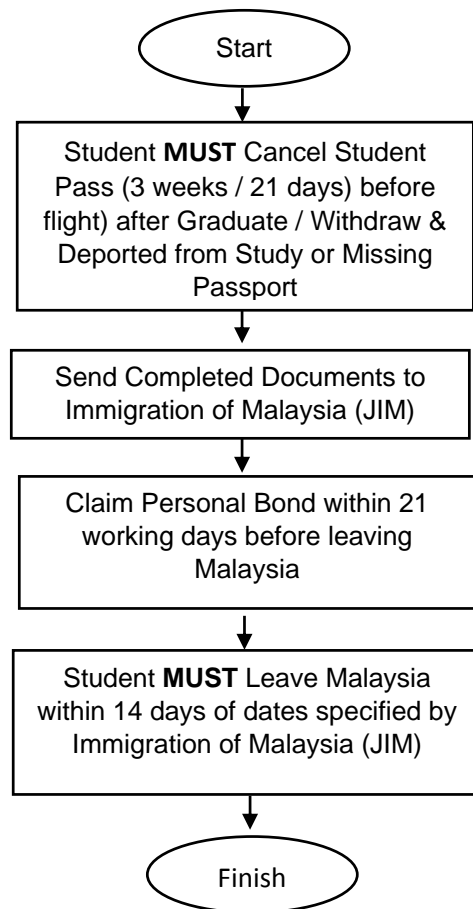 Start
Student MUST Cancel Student
Pass (3 weeks / 21 days) before
flight) after Graduate / Withdraw &
Deported from Study or Missing
Passport
Send Completed Documents to
Immigration of Malaysia (JIM)
Claim Personal Bond within 21
working days before leaving
Malaysia
Student MUST Leave Malaysia
within 14 days of dates specified by
Immigration of Malaysia (JIM)
Finish